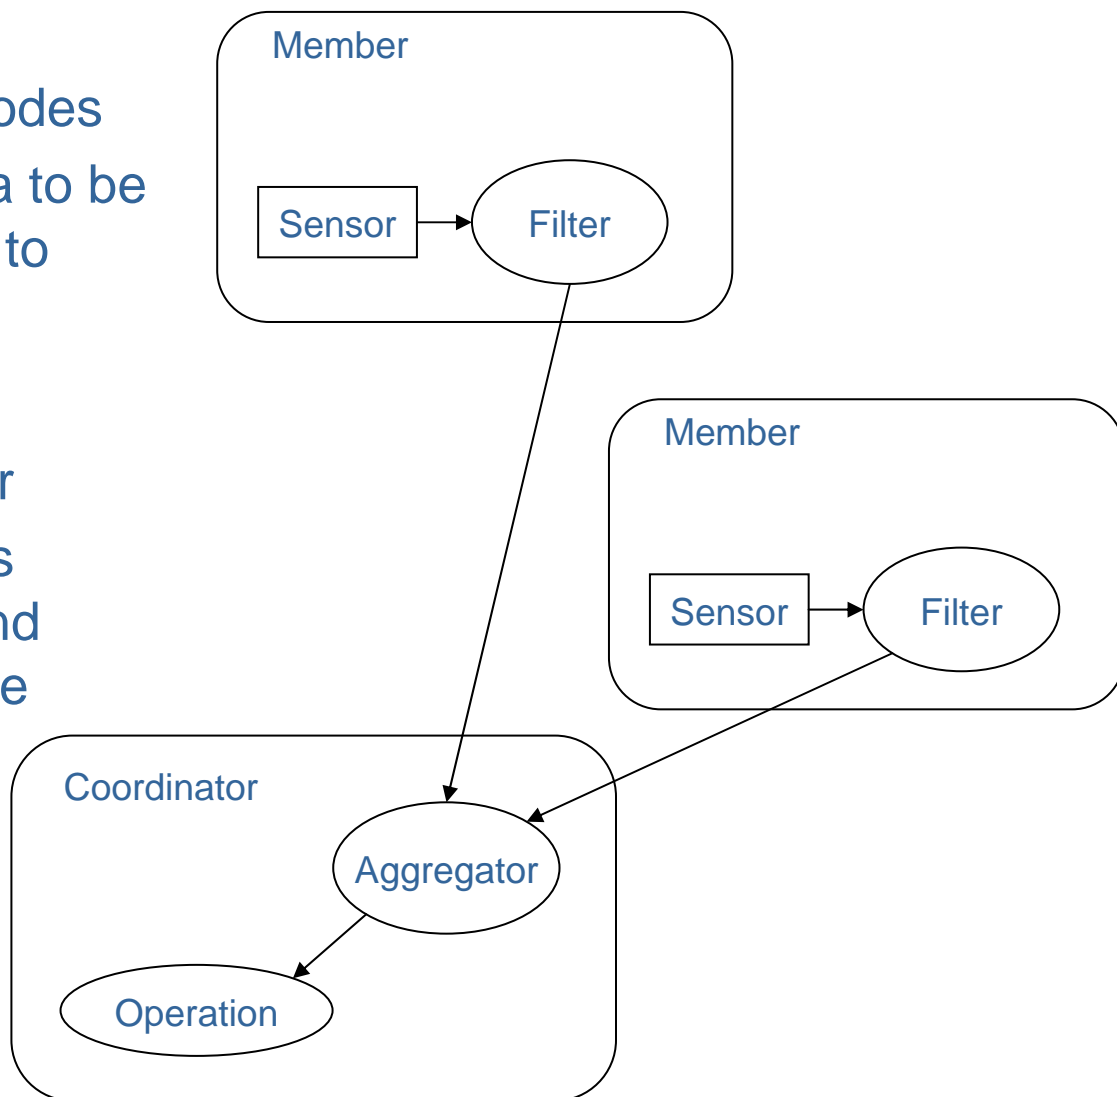 Member
odes
a to be
to
Sensor
Filter
Member
r
s
nd
e
Sensor
Filter
Coordinator
Aggregator
Operation